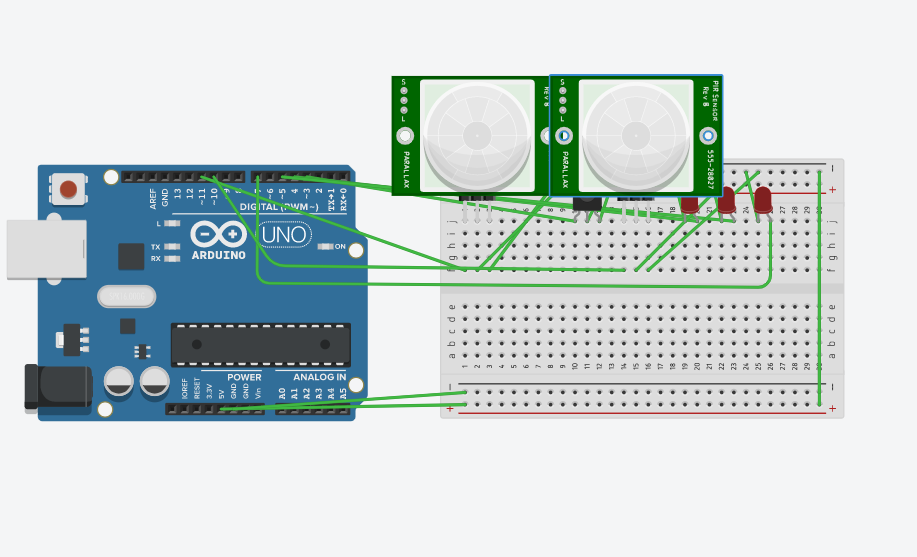 S
L
PARALLAX
REV B
S
L
PARALLAX
PIR SENSOR
REV B
555-28027
AREF
GND
13
12
~11
~10
~9
8
7
~6
~5
4
~3
2
TX→1
RX←0
DIGITAL (PWM~)
L
TX
RX
ARDUINO
UNO
ON
POWER
ANALOG IN
IOREF
RESET
3.3V
5V
GND
GND
Vin
A0
A1
A2
A3
A4
A5
j
i
h
g
f
e
d
c
b
a
1 2 3 4 5 6 7 8 9 10 11 12 13 14 15 16 17 18 19 20 21 22 23 24 25 26 27 28 29 30
j
i
h
g
f
e
d
c
b
a